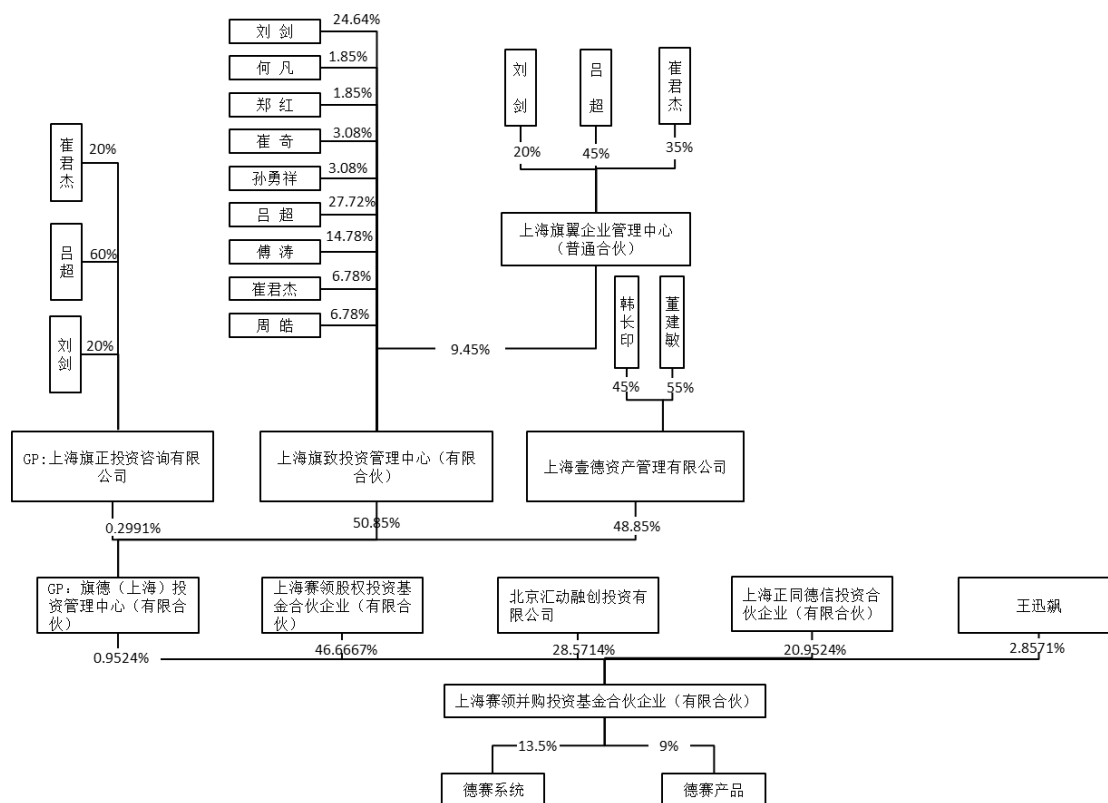 刘 剑
24.64%
何 凡
1.85%
郑 红
1.85%
崔 奇
3.08%
孙勇祥
3.08%
吕 超
27.72%
傅 涛
14.78%
崔君杰
6.78%
周 皓
6.78%
刘 剑
20%
吕 超
45%
崔君杰
35%
上海旗翼企业管理中心
（普通合伙）
崔君杰
20%
吕超
60%
刘剑
20%
9.45%
韩长印
45%
董建敏
55%
GP:上海旗正投资咨询有限
公司
上海旗致投资管理中心（有限
合伙）
上海壹德资产管理有限公司
0.2991%
50.85%
48.85%
GP：旗德（上海）投
资管理中心（有限合
伙）
上海赛领股权投资基
金合伙企业（有限合
伙）
北京汇动融创投资有
限公司
上海正同德信投资合
伙企业（有限合伙）
王迅飙
0.9524%
46.6667%
28.5714%
20.9524%
2.8571%
上海赛领并购投资基金合伙企业（有限合伙）
13.5%
9%
德赛系统
德赛产品